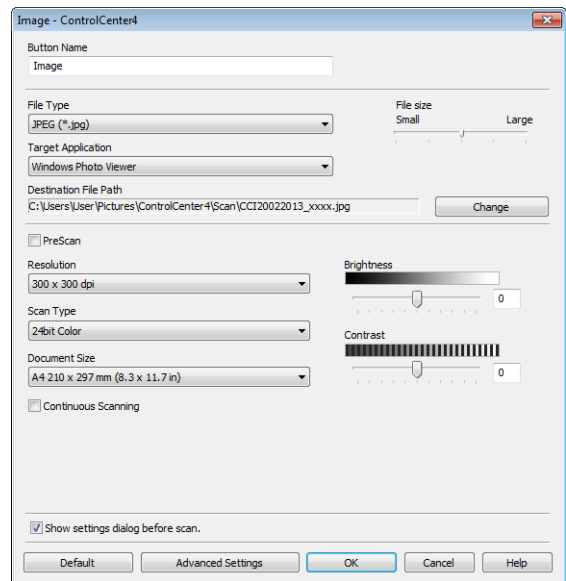 Image - ControlCenter4
Button Name
Image
File Type
JPEG (*.jpg)
File size
Small Large
Target Application
Windows Photo Viewer
Destination File Path
C:\Users\User\Pictures\ControlCenter4\Scan\CCI20022013_xxxx.jpg
Change
PreScan
Resolution
300 x 300 dpi
Brightness
0
Scan Type
24bit Color
Contrast
0
Document Size
A4 210 x 297 mm (8.3 x 11.7 in)
Continuous Scanning
Show settings dialog before scan.
Default Advanced Settings OK Cancel Help